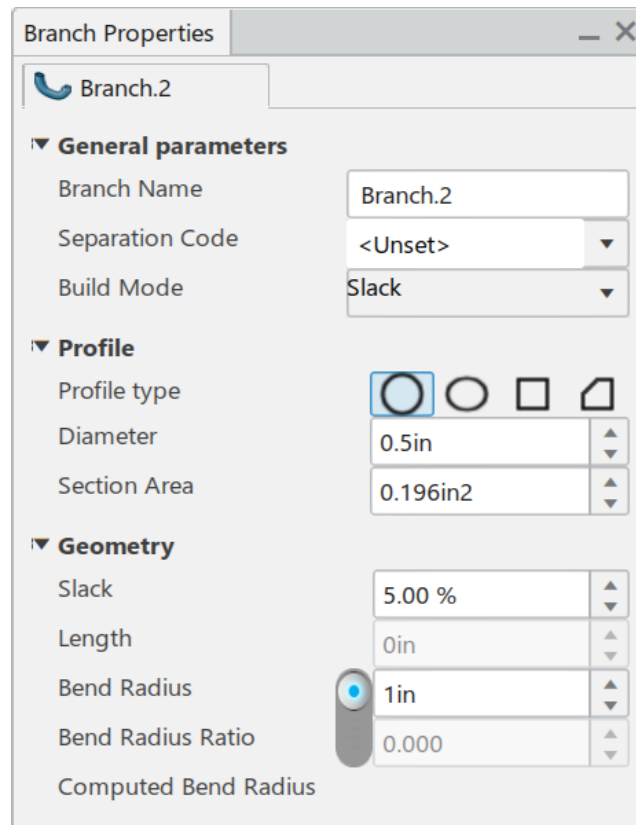 Branch Properties
Branch.2
General parameters
Branch Name Branch.2
Separation Code <Unset>
Build Mode Slack
Profile
Profile type
Diameter 0.5in
Section Area 0.196in2
Geometry
Slack 5.00 %
Length 0in
Bend Radius 1in
Bend Radius Ratio 0.000
Computed Bend Radius